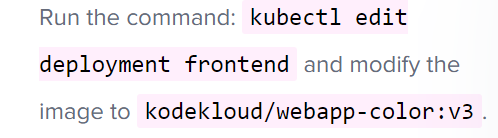 Run the command: kubectl edit
deployment frontend and modify the
image to kodekloud/webapp-color:v3.